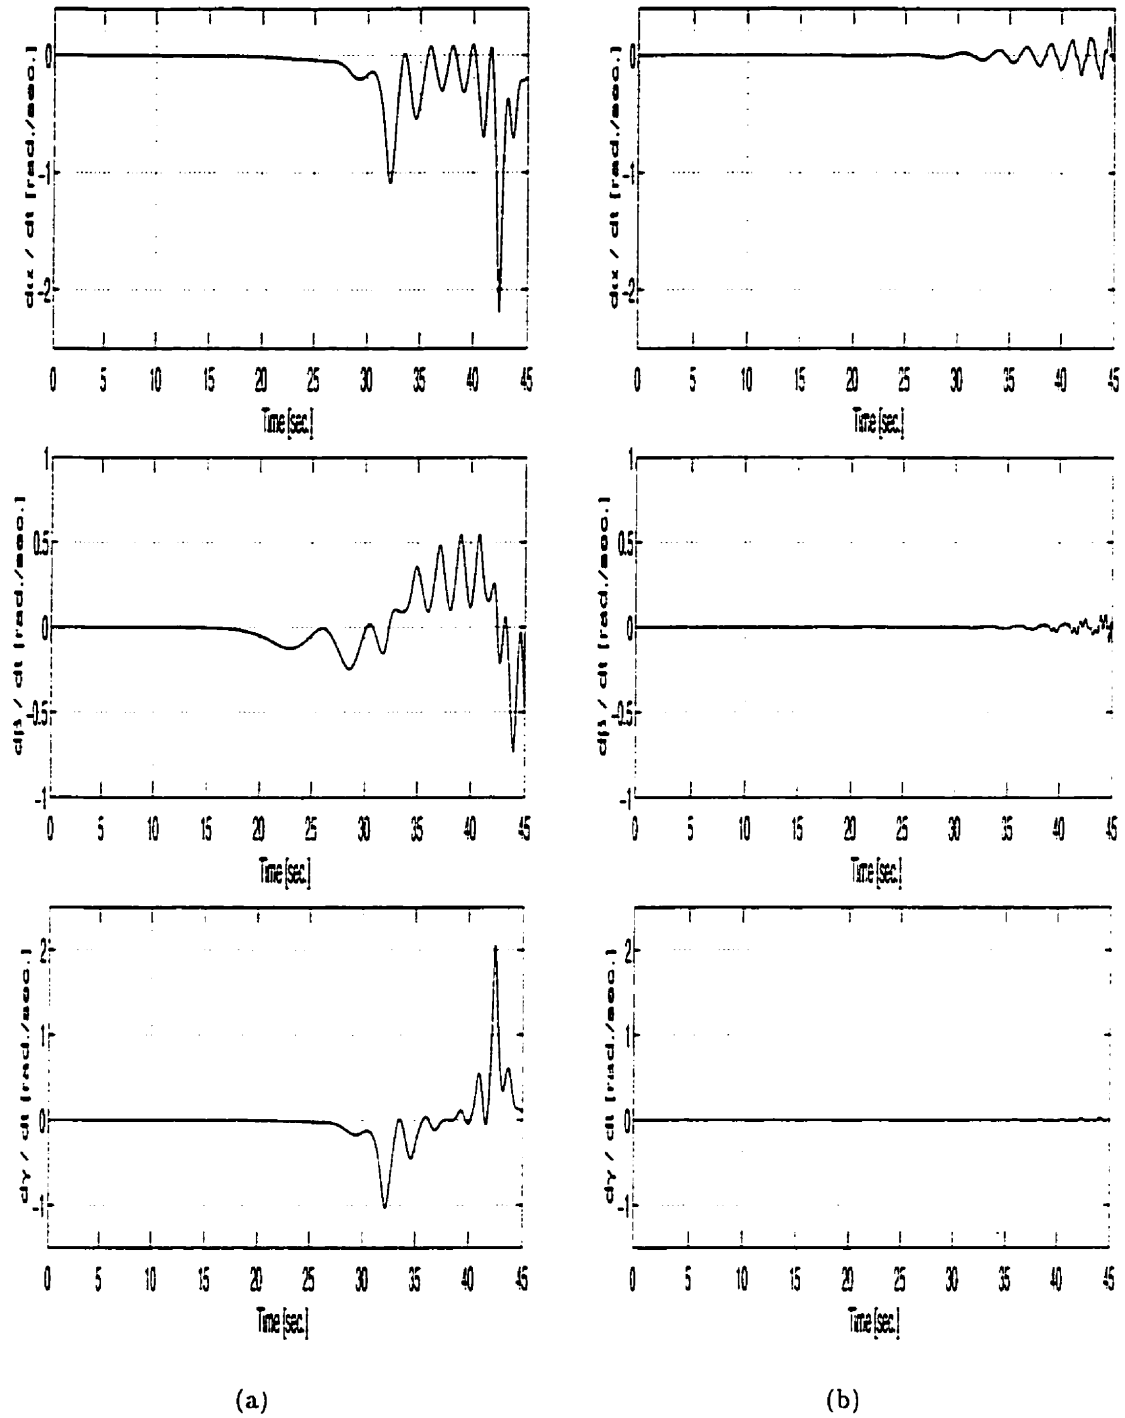 dα / dt [rad./sec.]
0
-1
-2
0 5 10 15 20 25 30 35 40 45
Time [sec.]
dα / dt [rad./sec.]
0
-1
-2
0 5 10 15 20 25 30 35 40 45
Time [sec.]
dβ / dt [rad./sec.]
1
0.5
0
-0.5
-1
0 5 10 15 20 25 30 35 40 45
Time [sec.]
dβ / dt [rad./sec.]
1
0.5
0
-0.5
-1
0 5 10 15 20 25 30 35 40 45
Time [sec.]
dγ / dt [rad./sec.]
2
1
0
-1
0 5 10 15 20 25 30 35 40 45
Time [sec.]
dγ / dt [rad./sec.]
2
1
0
-1
0 5 10 15 20 25 30 35 40 45
Time [sec.]
(a)
(b)